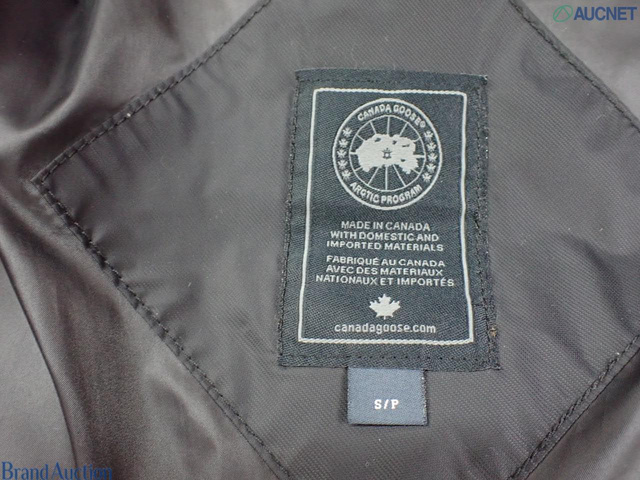 AUCNET
CANADA GOOSE®
ARCTIC PROGRAM
MADE IN CANADA
WITH DOMESTIC AND
IMPORTED MATERIALS
FABRIQUÉ AU CANADA
AVEC DES MATERIAUX
NATIONAUX ET IMPORTÉS
canadagoose.com
S/P
Brand Auction